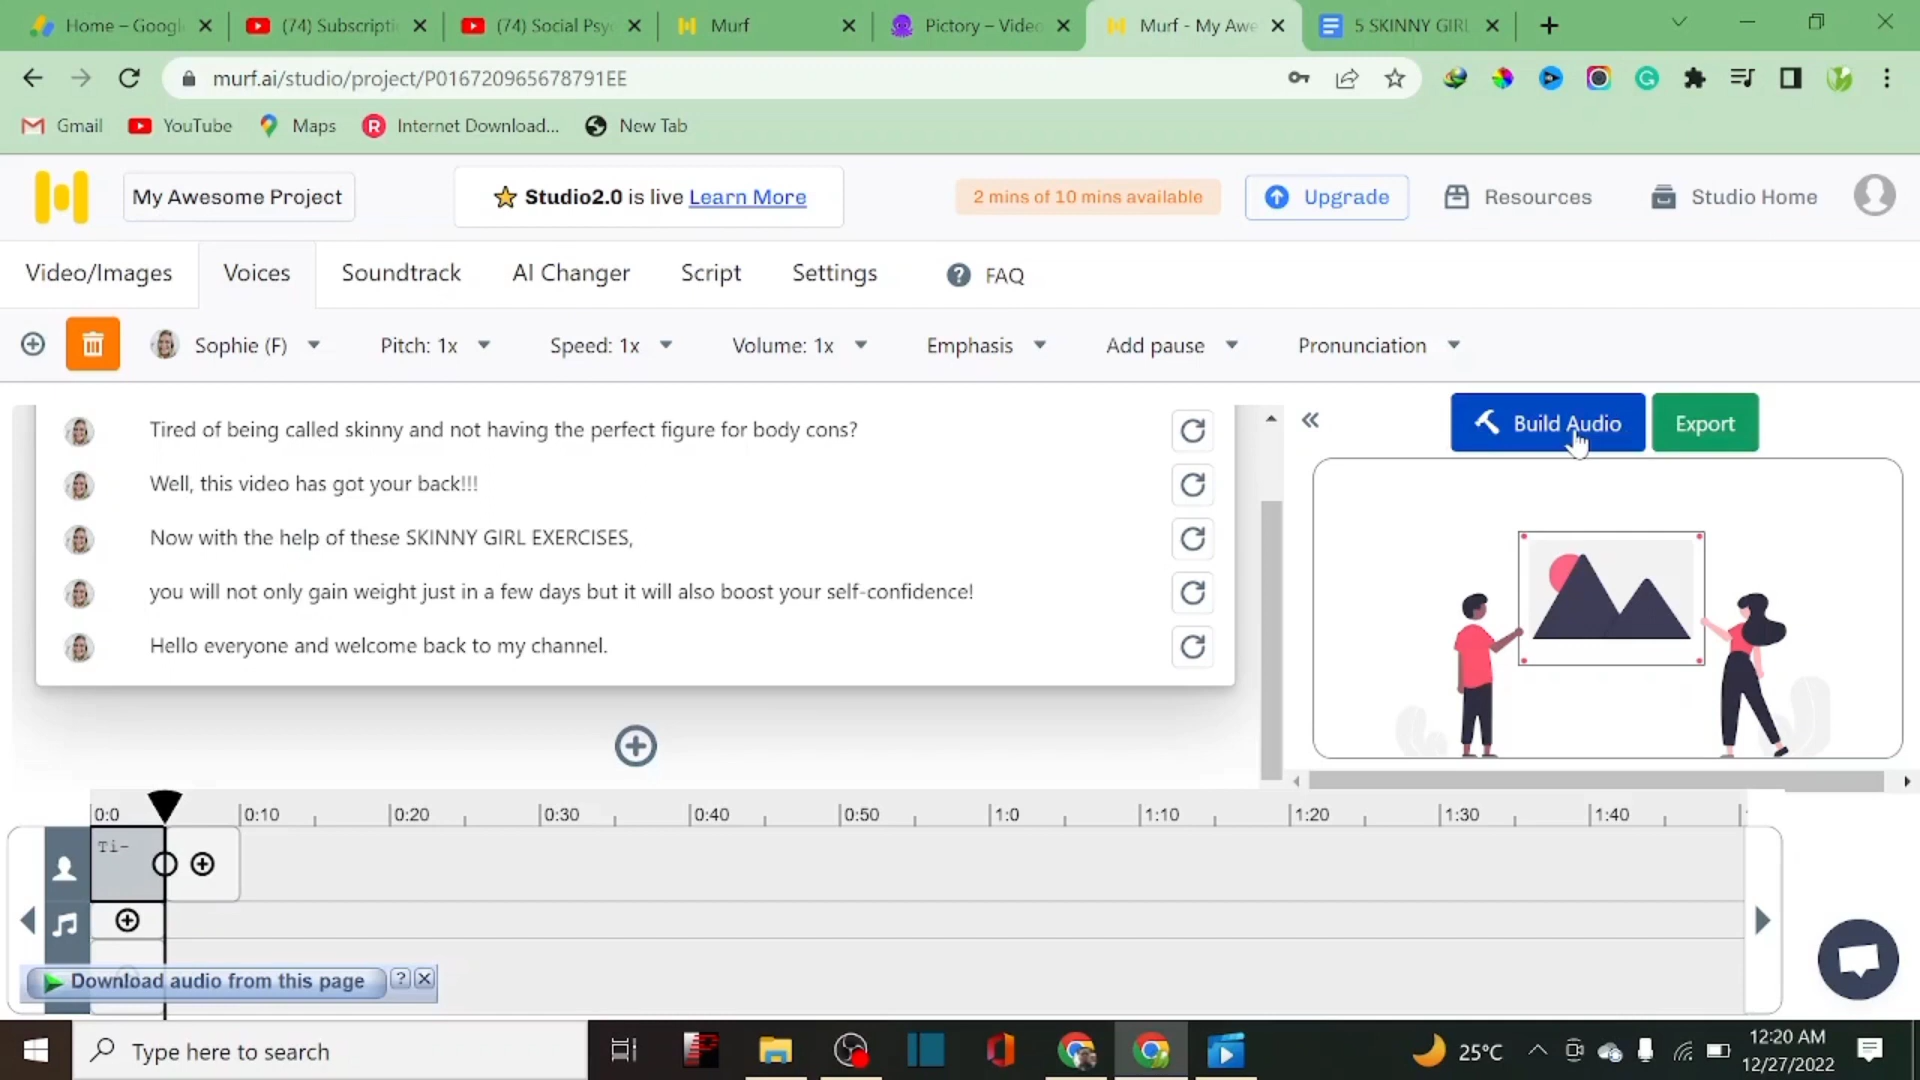 Home – Googl
(74) Subscripti
(74) Social Psy
Murf
Pictory – Video
Murf - My Awe
5 SKINNY GIRL
murf.ai/studio/project/P016720965678791EE
Gmail
YouTube
Maps
Internet Download...
New Tab
My Awesome Project
Studio2.0 is live Learn More
2 mins of 10 mins available
Upgrade
Resources
Studio Home
Video/Images
Voices
Soundtrack
AI Changer
Script
Settings
? FAQ
Sophie (F)
Pitch: 1x
Speed: 1x
Volume: 1x
Emphasis
Add pause
Pronunciation
Tired of being called skinny and not having the perfect figure for body cons?
Well, this video has got your back!!!
Now with the help of these SKINNY GIRL EXERCISES,
you will not only gain weight just in a few days but it will also boost your self-confidence!
Hello everyone and welcome back to my channel.
Build Audio
Export
0:0
0:10
0:20
0:30
0:40
0:50
1:0
1:10
1:20
1:30
1:40
Ti-
Download audio from this page
?
Type here to search
25°C
12:20 AM
12/27/2022